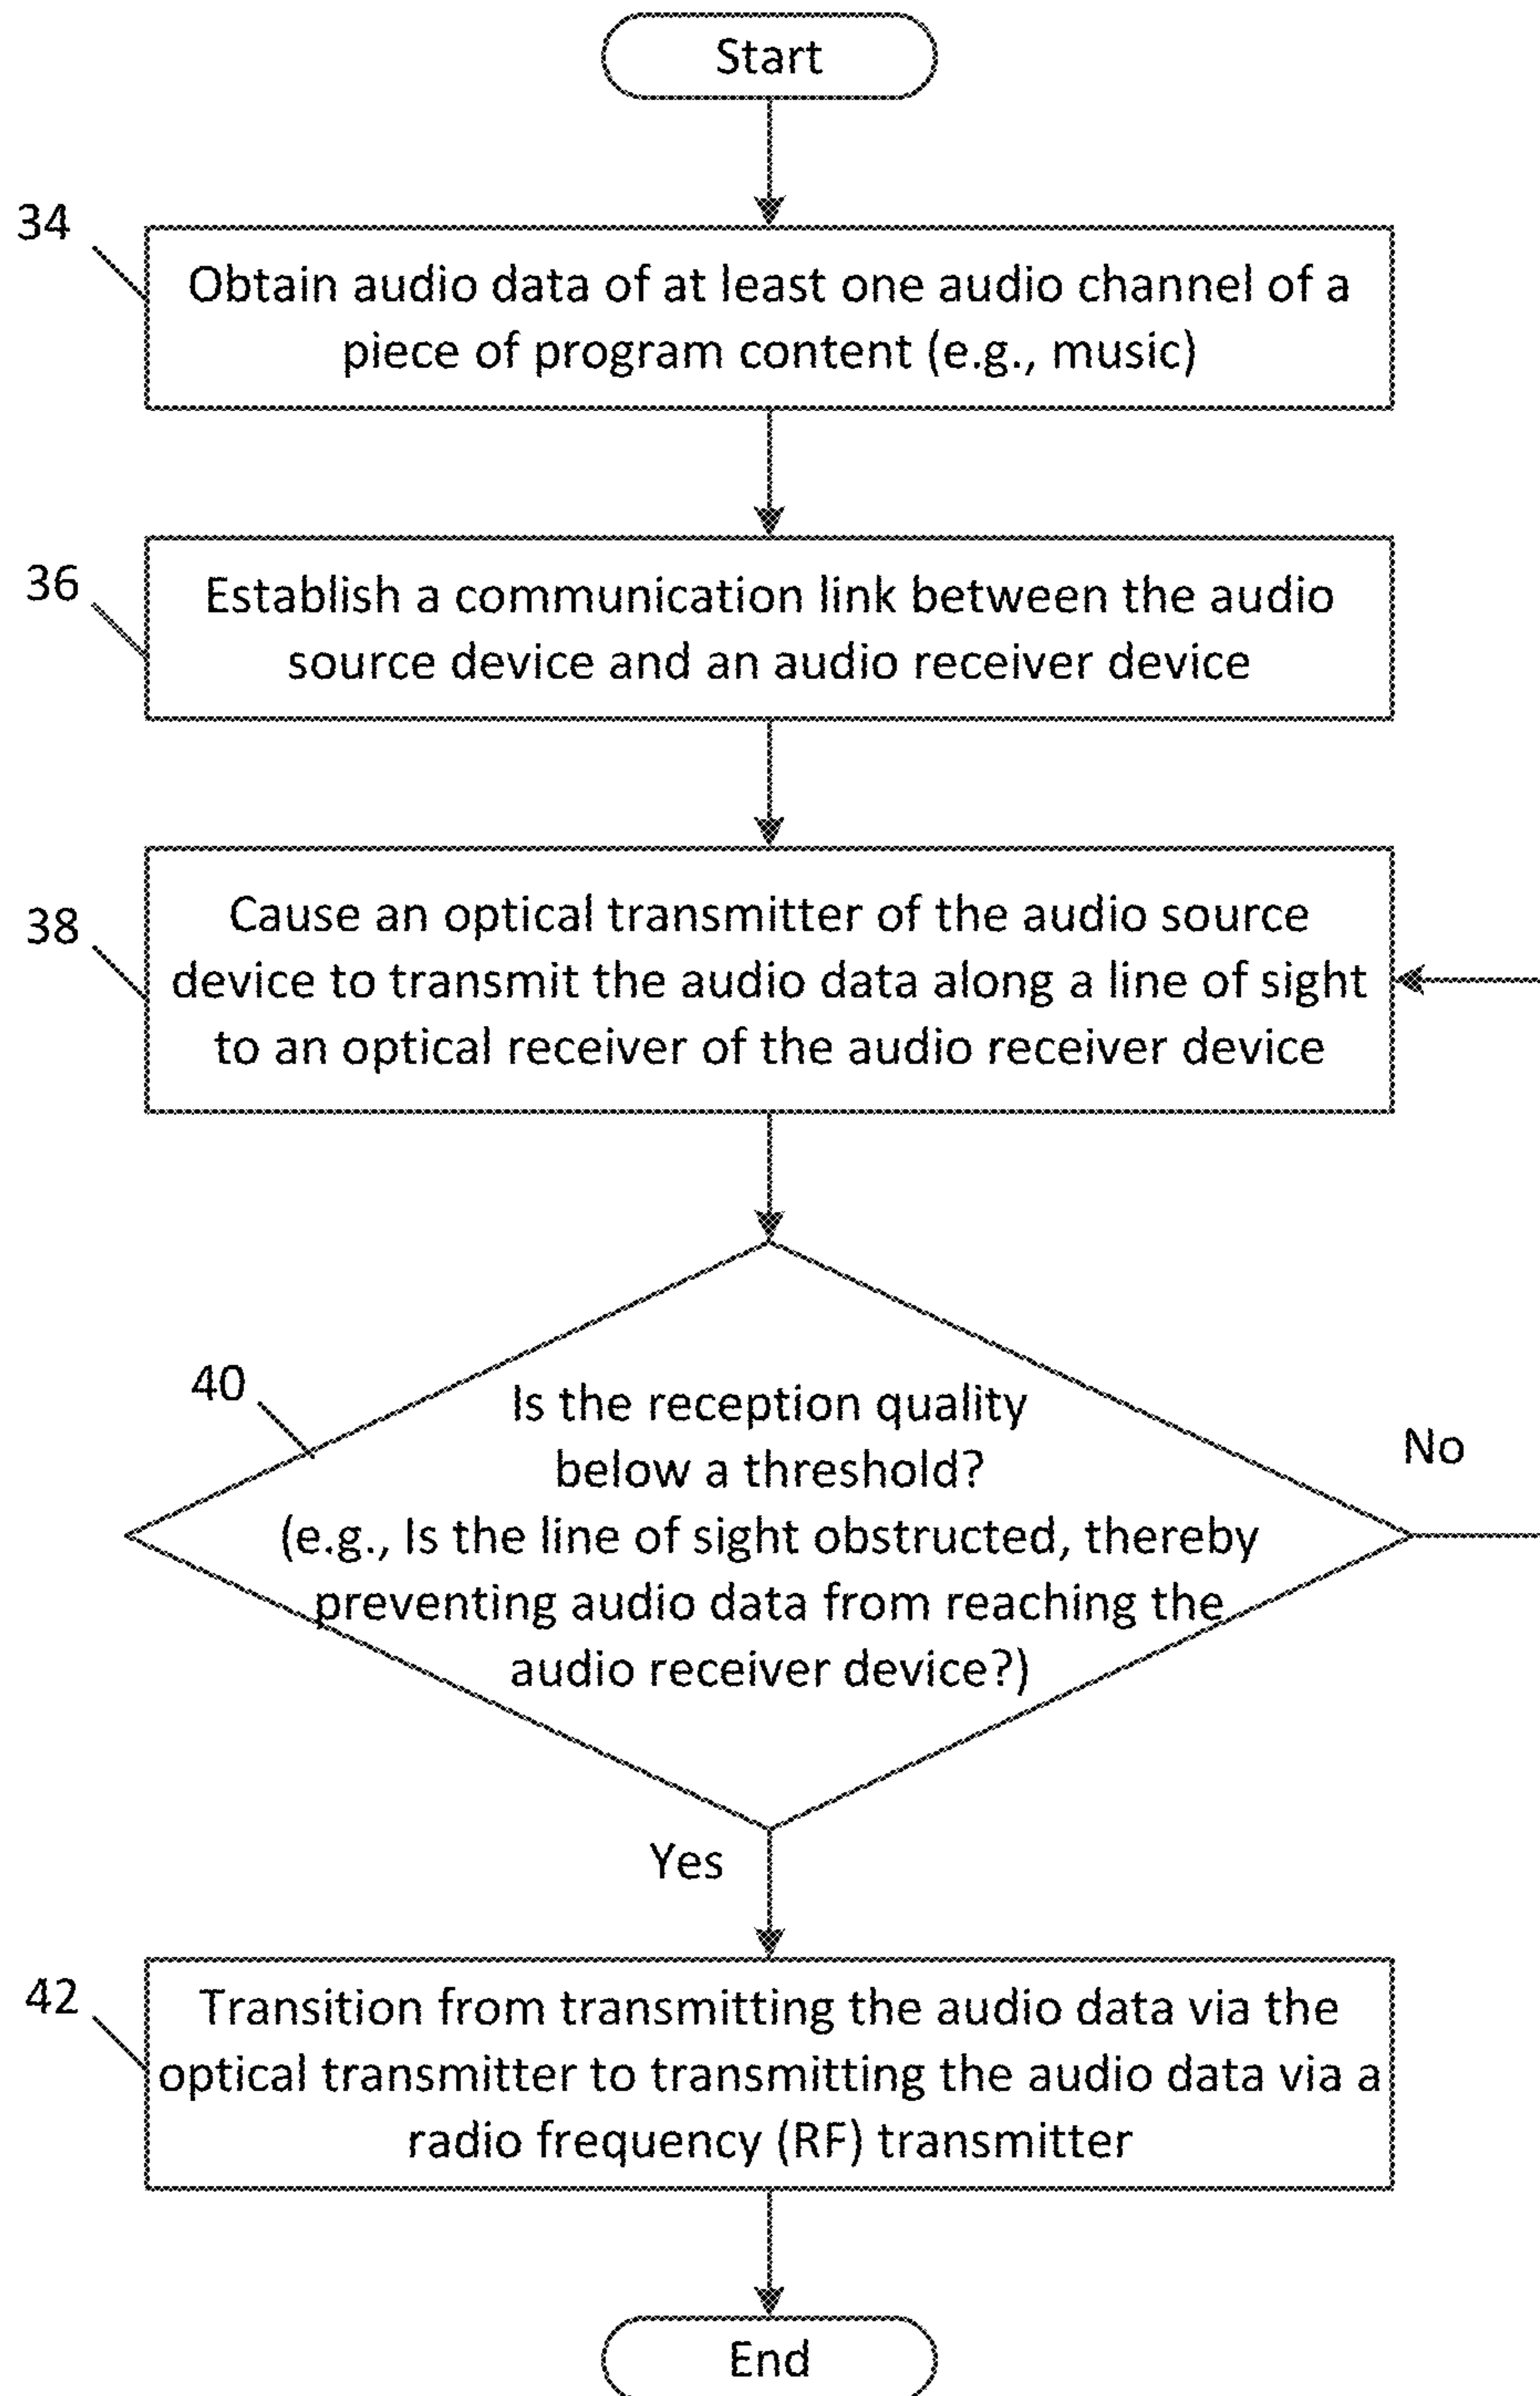 Start
34
Obtain audio data of at least one audio channel of a
piece of program content (e.g., music)
36
Establish a communication link between the audio
source device and an audio receiver device
38
Cause an optical transmitter of the audio source
device to transmit the audio data along a line of sight
to an optical receiver of the audio receiver device
40
Is the reception quality
below a threshold?
(e.g., Is the line of sight obstructed, thereby
preventing audio data from reaching the
audio receiver device?)
No
Yes
42
Transition from transmitting the audio data via the
optical transmitter to transmitting the audio data via a
radio frequency (RF) transmitter
End